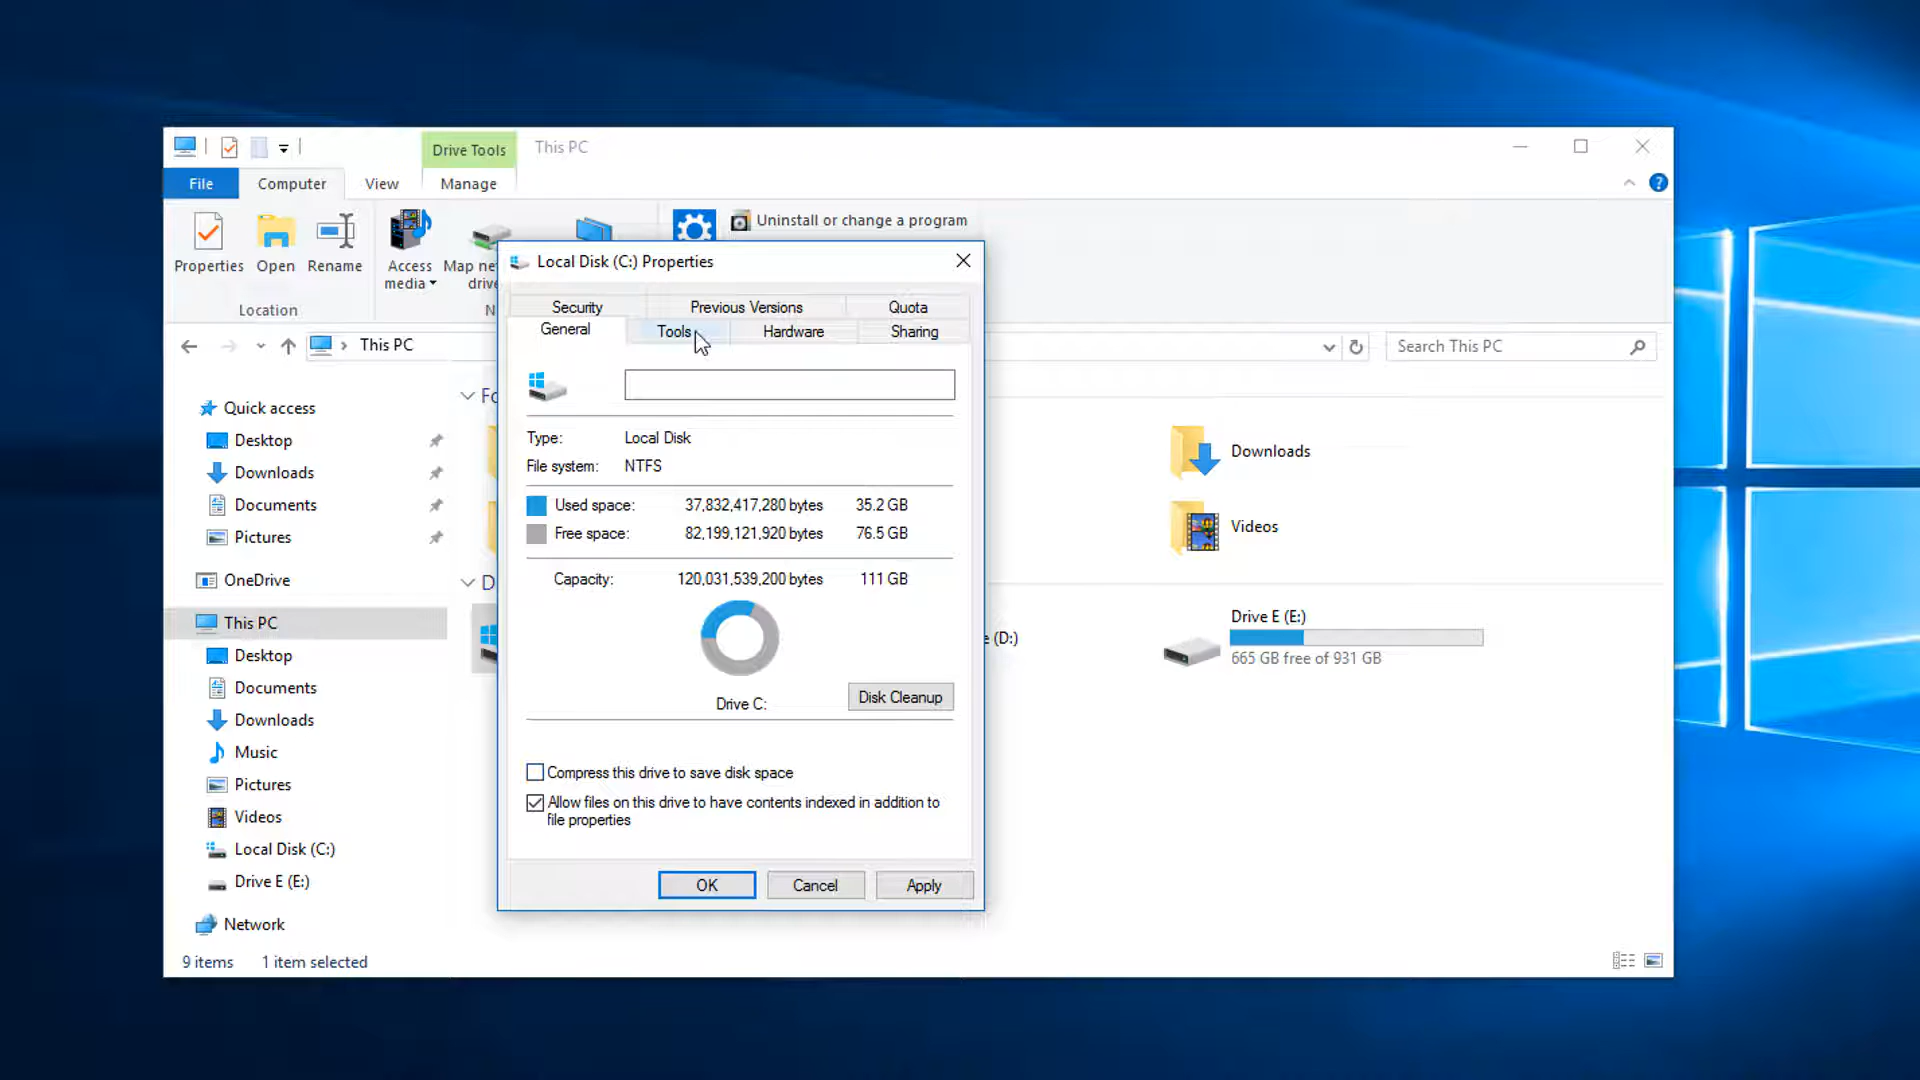 Drive Tools
This PC
File
Computer
View
Manage
Properties
Open
Rename
Access
media
Map ne
driv
Uninstall or change a program
Location
N
This PC
Search This PC
Quick access
Desktop
Downloads
Documents
Pictures
OneDrive
This PC
Desktop
Documents
Downloads
Music
Pictures
Videos
Local Disk (C:)
Drive E (E:)
Network
9 items
1 item selected
Fo
D
Downloads
Videos
e (D:)
Drive E (E:)
665 GB free of 931 GB
Local Disk (C:) Properties
Security
Previous Versions
Quota
General
Tools
Hardware
Sharing
Type: Local Disk
File system: NTFS
Used space: 37,832,417,280 bytes 35.2 GB
Free space: 82,199,121,920 bytes 76.5 GB
Capacity: 120,031,539,200 bytes 111 GB
Drive C:
Disk Cleanup
Compress this drive to save disk space
Allow files on this drive to have contents indexed in addition to
file properties
OK
Cancel
Apply